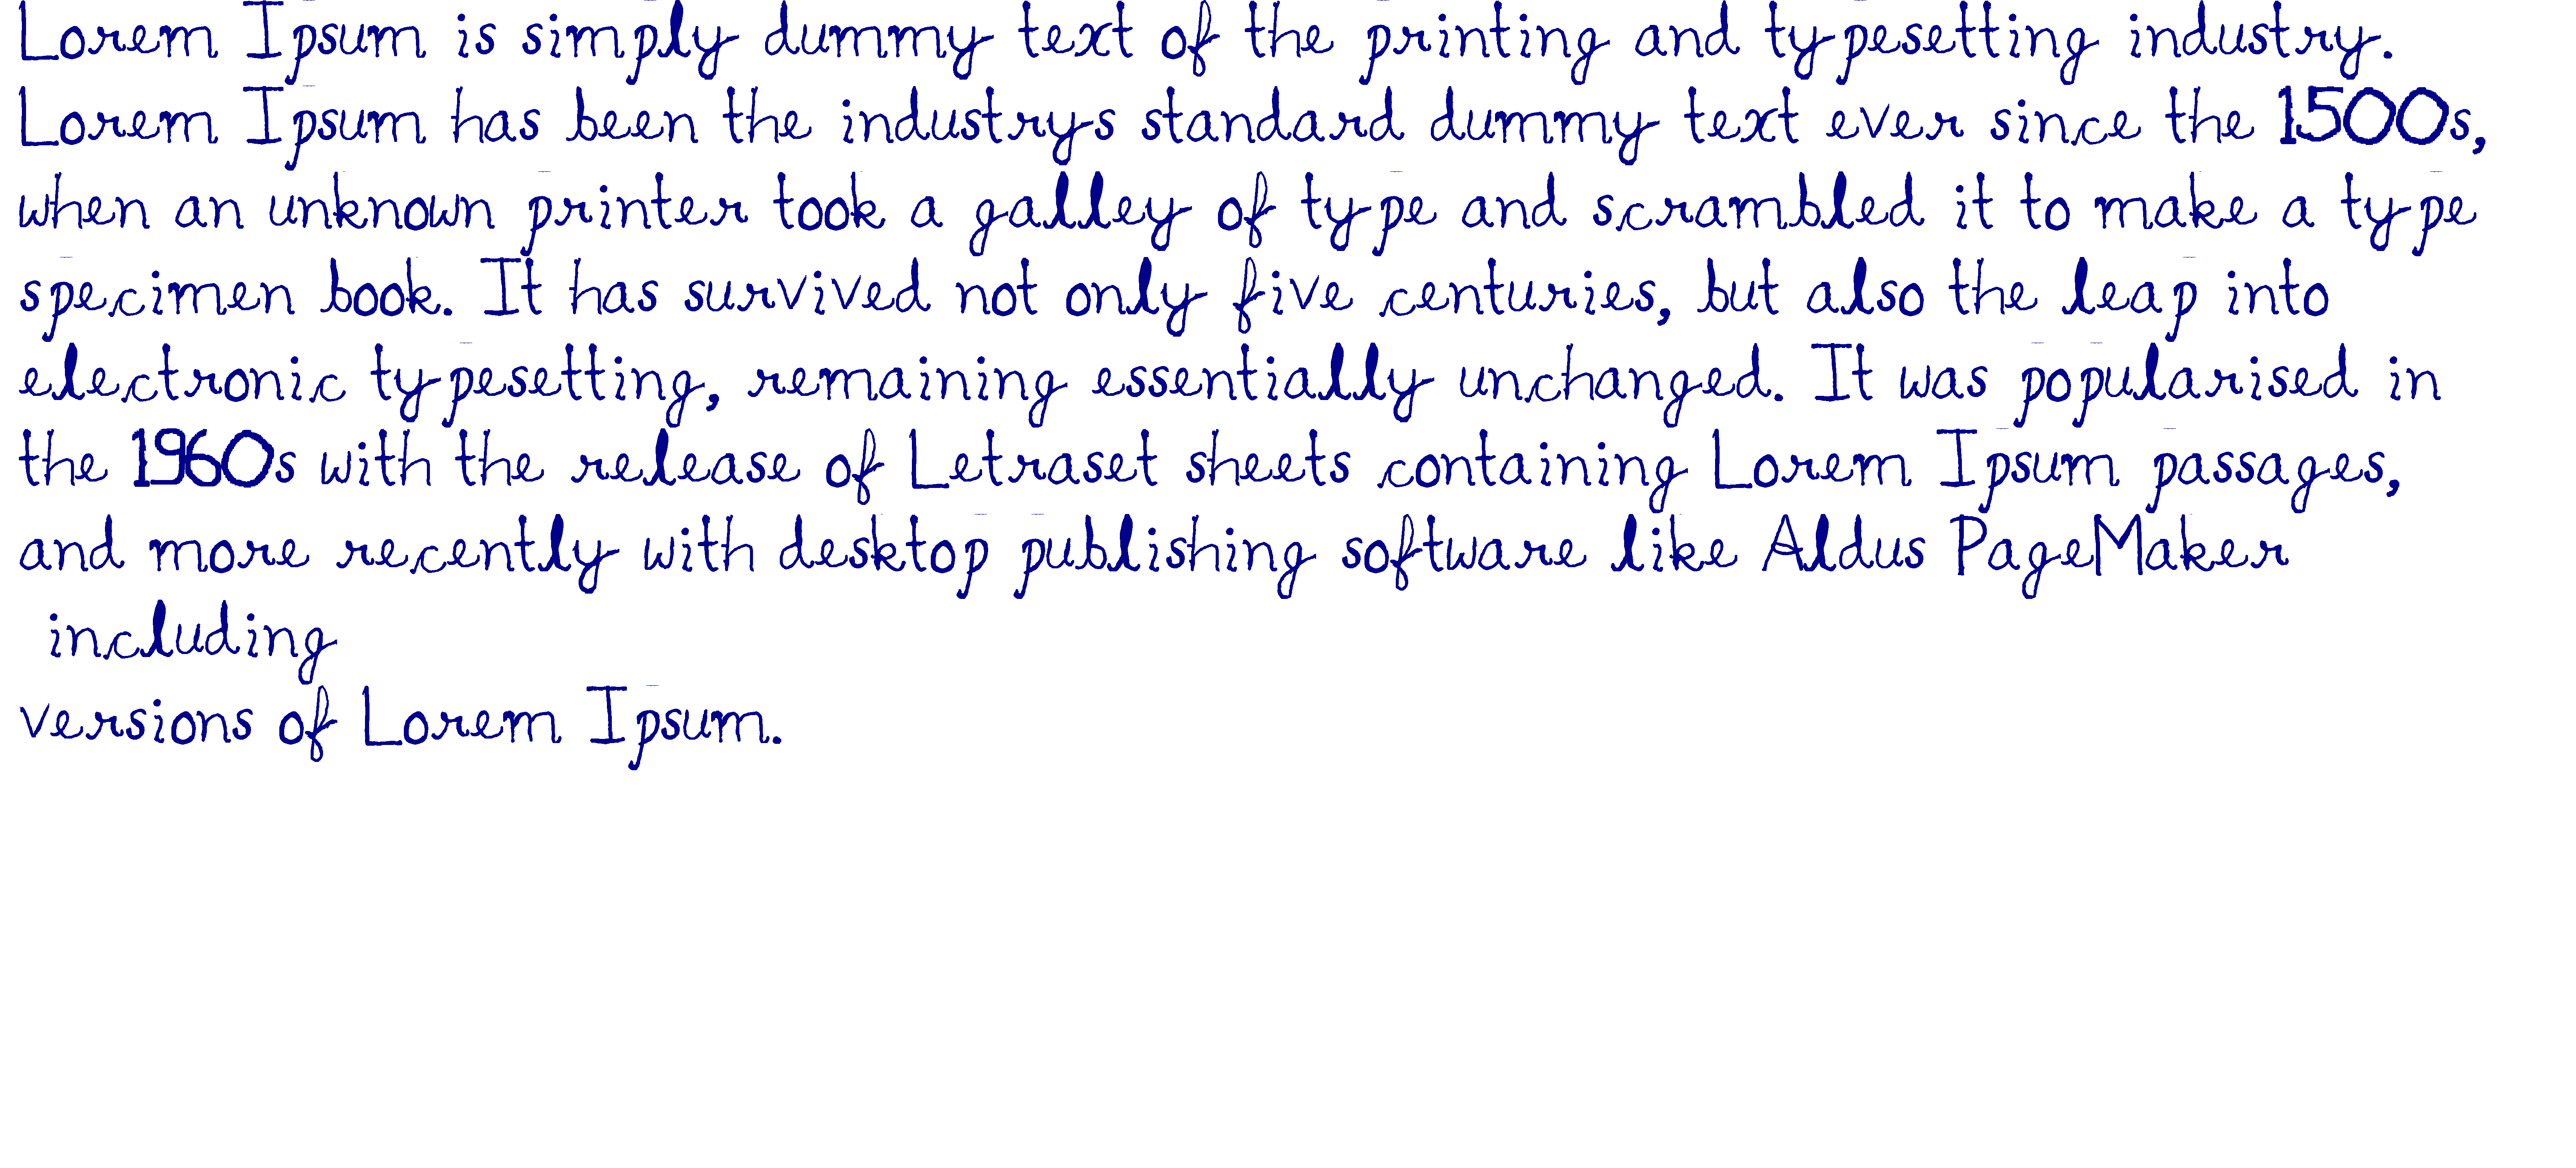 Lorem Ipsum is simply dummy text of the printing and typesetting industry.
Lorem Ipsum has been the industrys standard dummy text ever since the 1500s,
when an unknown printer took a galley of type and scrambled it to make a type
specimen book. It has survived not only five centuries, but also the leap into
electronic typesetting, remaining essentially unchanged. It was popularised in
the 1960s with the release of Letraset sheets containing Lorem Ipsum passages,
and more recently with desktop publishing software like Aldus PageMaker
including
versions of Lorem Ipsum.